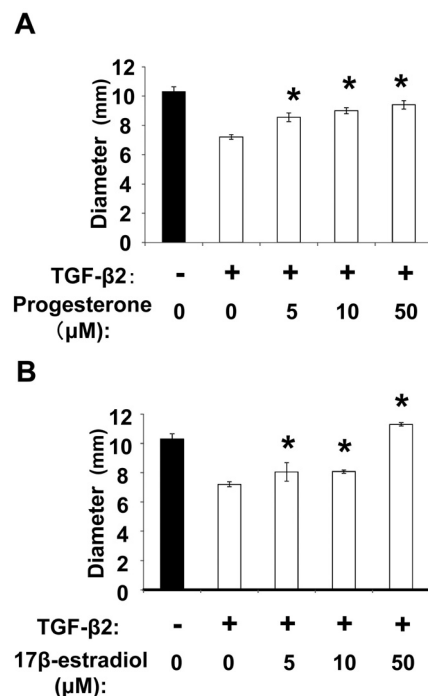 A
12
10
8
6
4
2
0
Diameter (mm)
* * *
TGF-β2: - + + + +
Progesterone
(μM): 0 0 5 10 50
B
12
10
8
6
4
2
0
Diameter (mm)
* * *
TGF-β2: - + + + +
17β-estradiol 0 0 5 10 50
(μM):